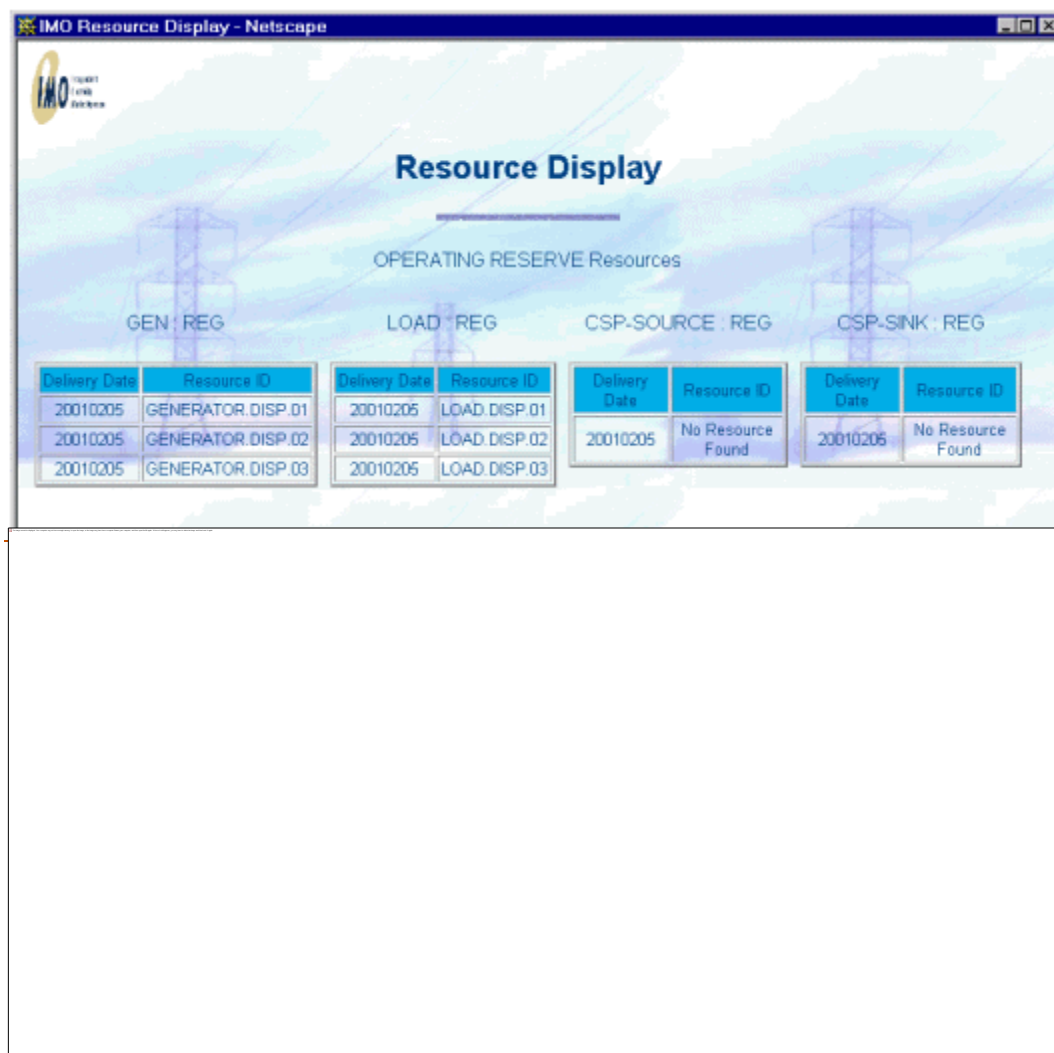 IMO Resource Display - Netscape
IMO
Resource Display
OPERATING RESERVE Resources
GEN : REG
Delivery Date Resource ID
20010205 GENERATOR.DISP.01
20010205 GENERATOR.DISP.02
20010205 GENERATOR.DISP.03
LOAD : REG
Delivery Date Resource ID
20010205 LOAD.DISP.01
20010205 LOAD.DISP.02
20010205 LOAD.DISP.03
CSP-SOURCE : REG
Delivery
Date
Resource ID
20010205
No Resource
Found
CSP-SINK : REG
Delivery
Date
Resource ID
20010205
No Resource
Found